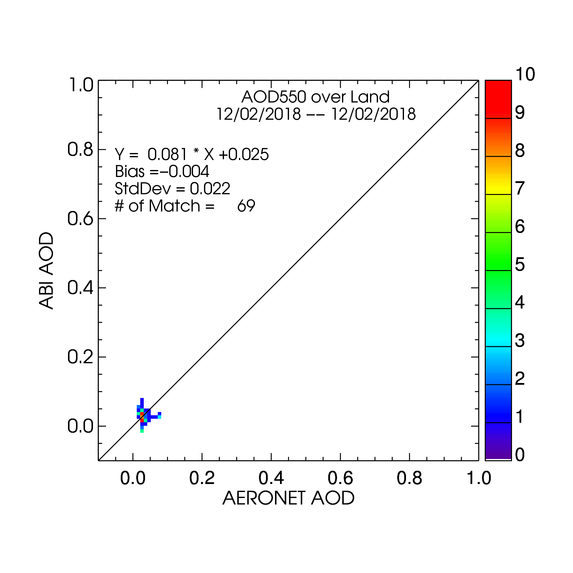 AOD550 over Land
12/02/2018 −− 12/02/2018
Y = 0.081 * X +0.025
Bias =−0.004
StdDev = 0.022
# of Match = 69
1.0
0.8
0.6
0.4
0.2
0.0
ABI AOD
0.0 0.2 0.4 0.6 0.8 1.0
AERONET AOD
10
9
8
7
6
5
4
3
2
1
0